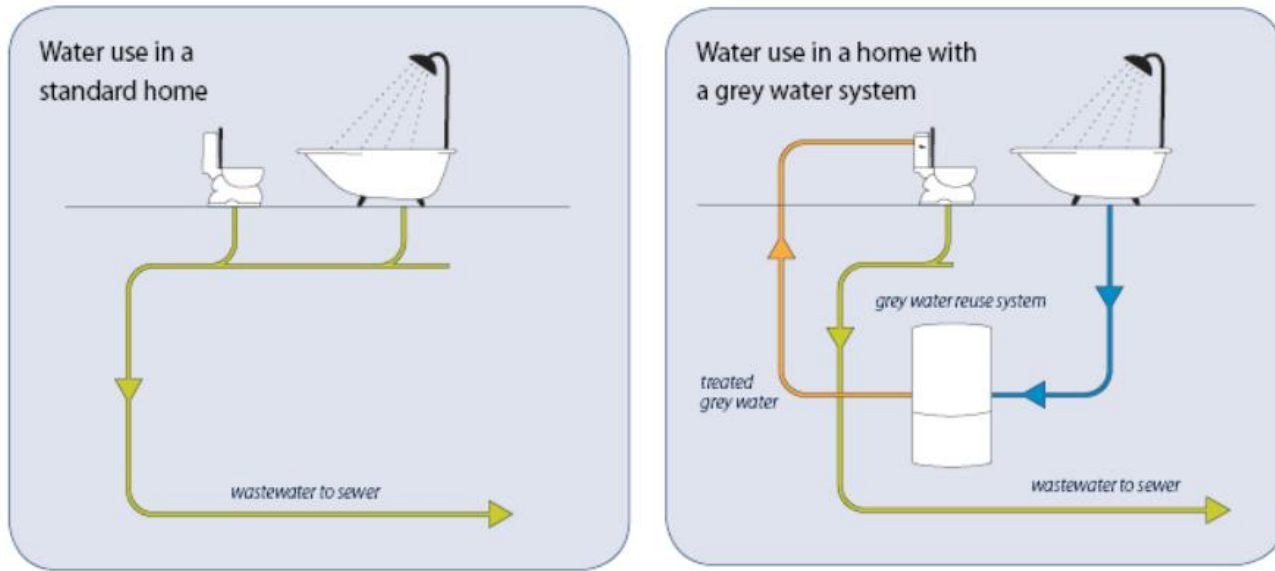 Water use in a
standard home
wastewater to sewer
Water use in a home with
a grey water system
grey water reuse system
treated
grey water
wastewater to sewer